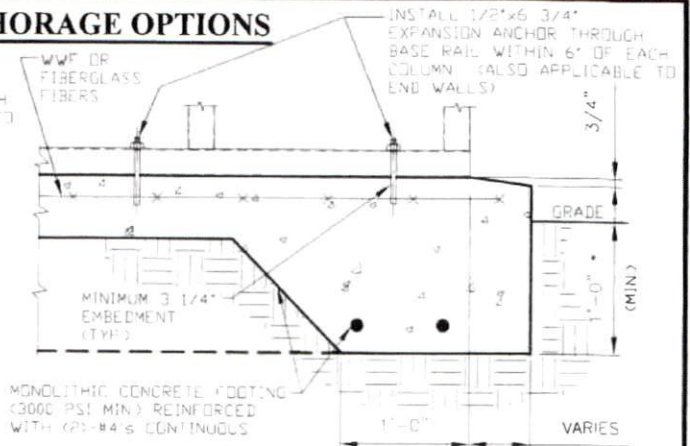 HORAGE OPTIONS
INSTALL 1/2"x6 3/4"
EXPANSION ANCHOR THROUGH
BASE RAIL WITHIN 6" OF EACH
COLUMN (ALSO APPLICABLE TO
END WALLS)
WWF OR
FIBERGLASS
FIBERS
3/4"
GRADE
1'-0" *
(MIN)
MINIMUM 3 1/4"
EMBEDMENT
(TYP.)
MONOLITHIC CONCRETE FOOTING
(3000 PSI MIN) REINFORCED
WITH (2)-#4's CONTINUOUS
1'-0"
VARIES